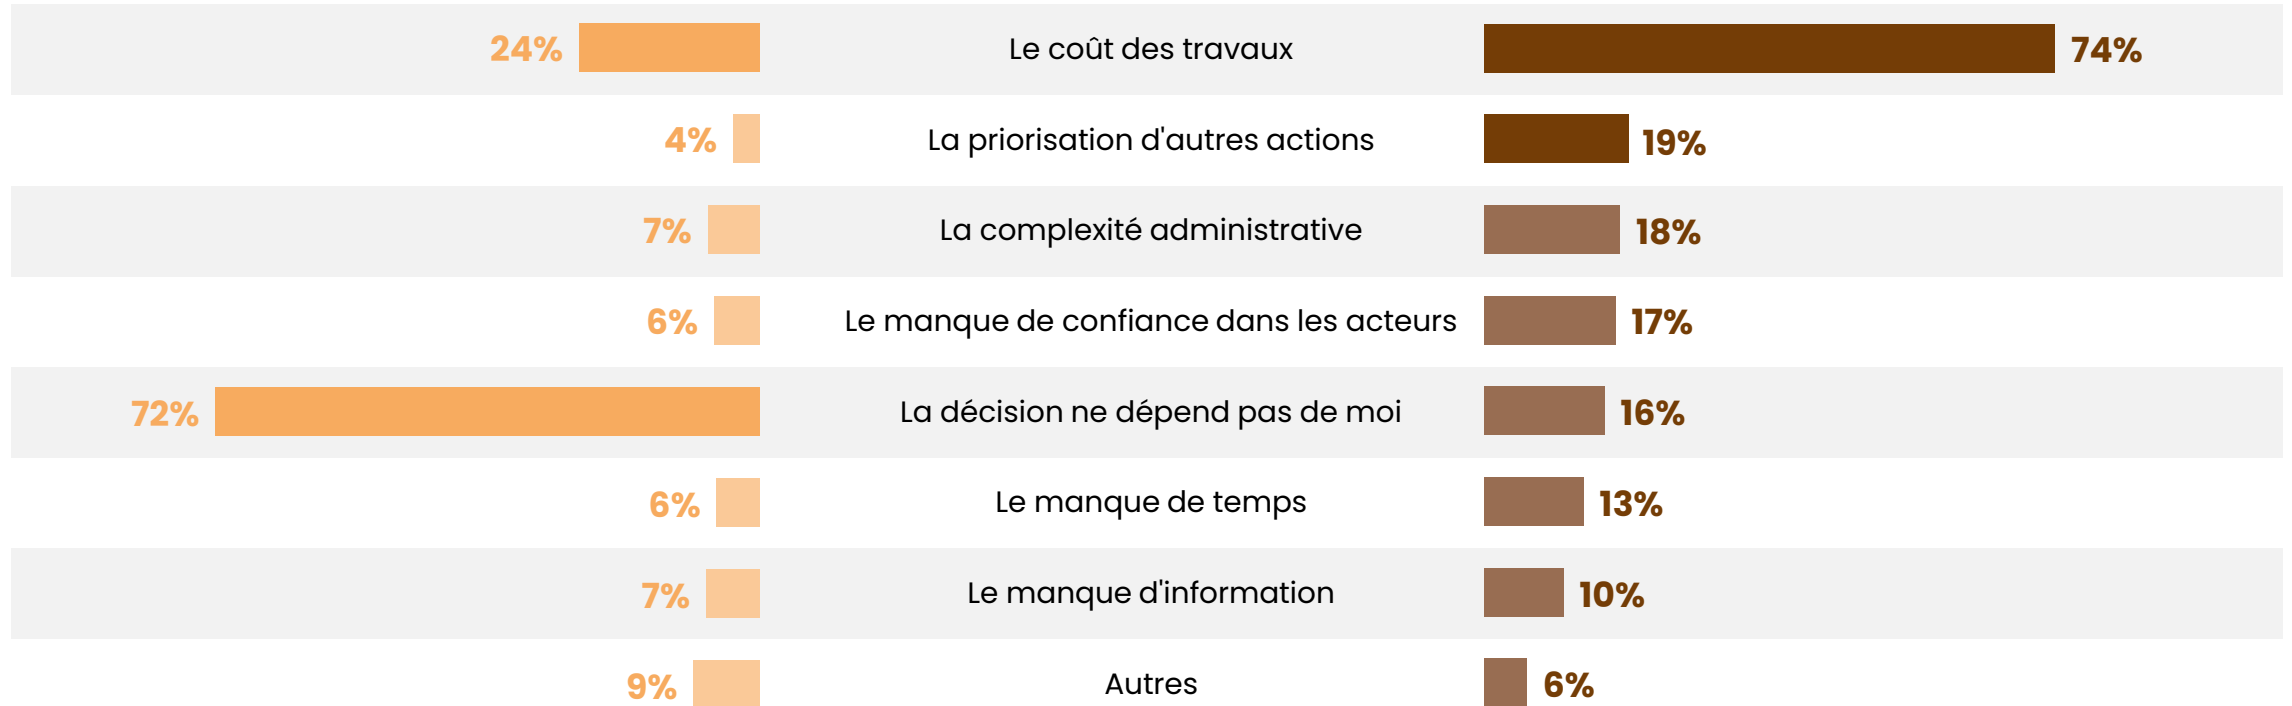 24% Le coût des travaux 74%
4% La priorisation d'autres actions 19%
7% La complexité administrative 18%
6% Le manque de confiance dans les acteurs 17%
72% La décision ne dépend pas de moi 16%
6% Le manque de temps 13%
7% Le manque d'information 10%
9% Autres 6%